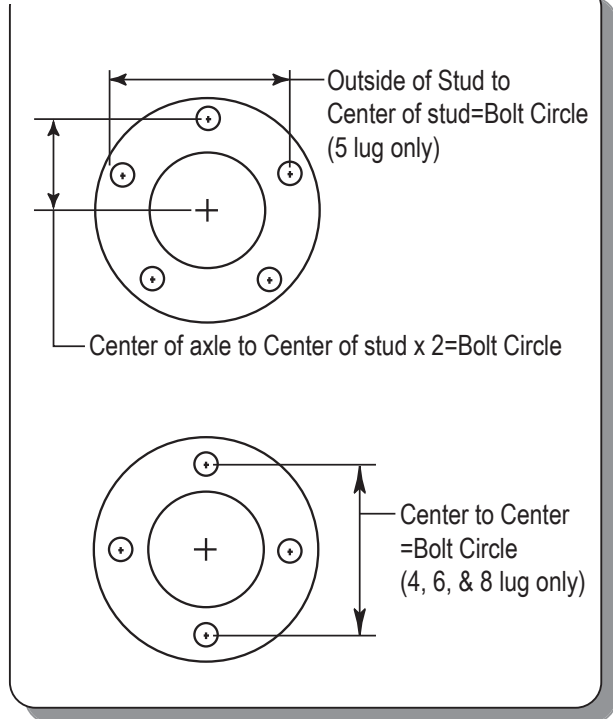 Outside of Stud to
Center of stud=Bolt Circle
(5 lug only)
Center of axle to Center of stud x 2=Bolt Circle
Center to Center
=Bolt Circle
(4, 6, & 8 lug only)